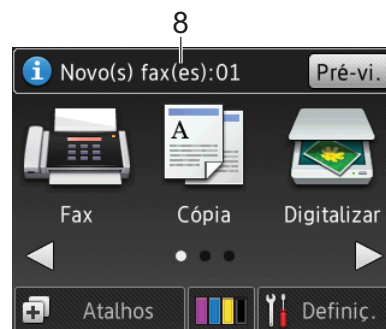 8
Novo(s) fax(es):01 Pré-vi.
A
Fax Cópia Digitalizar
Atalhos Definiç.